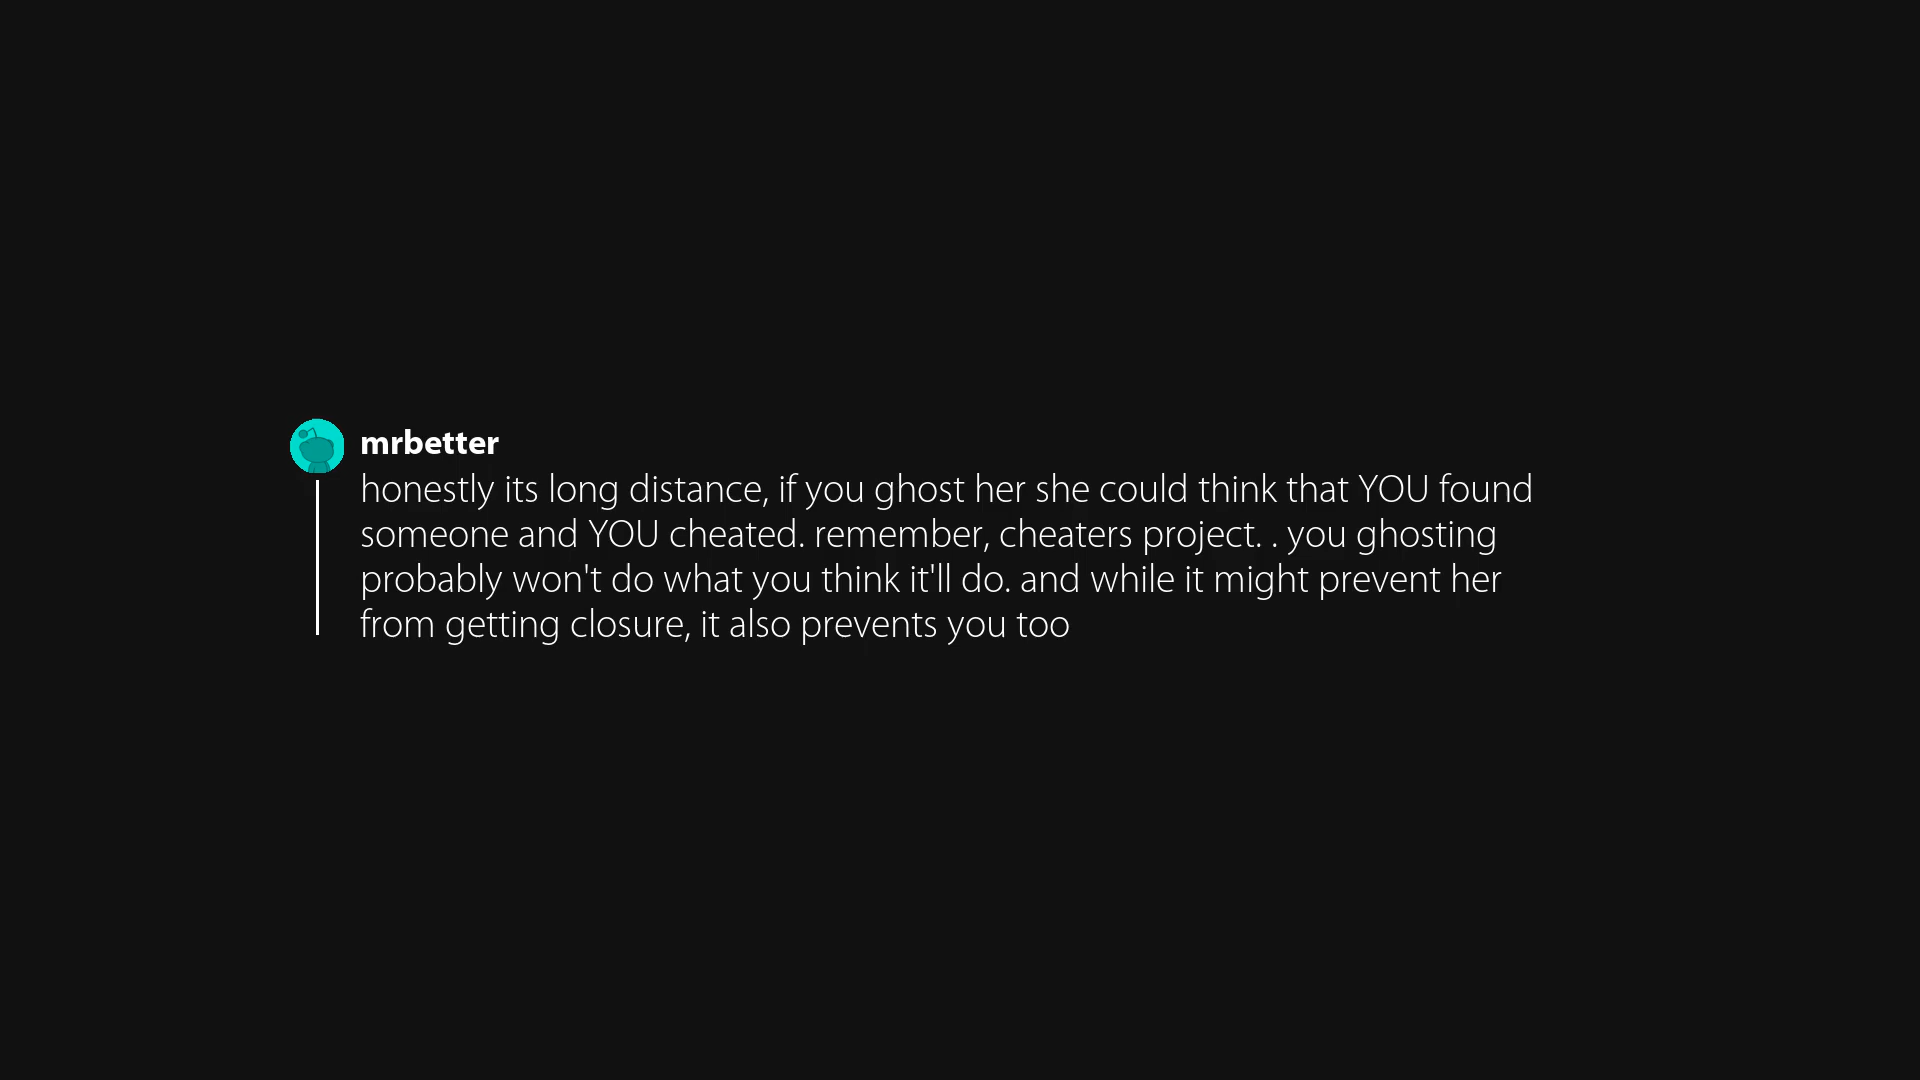 mrbetter
honestly its long distance, if you ghost her she could think that YOU found
someone and YOU cheated. remember, cheaters project. . you ghosting
probably won't do what you think it'll do. and while it might prevent her
from getting closure, it also prevents you too